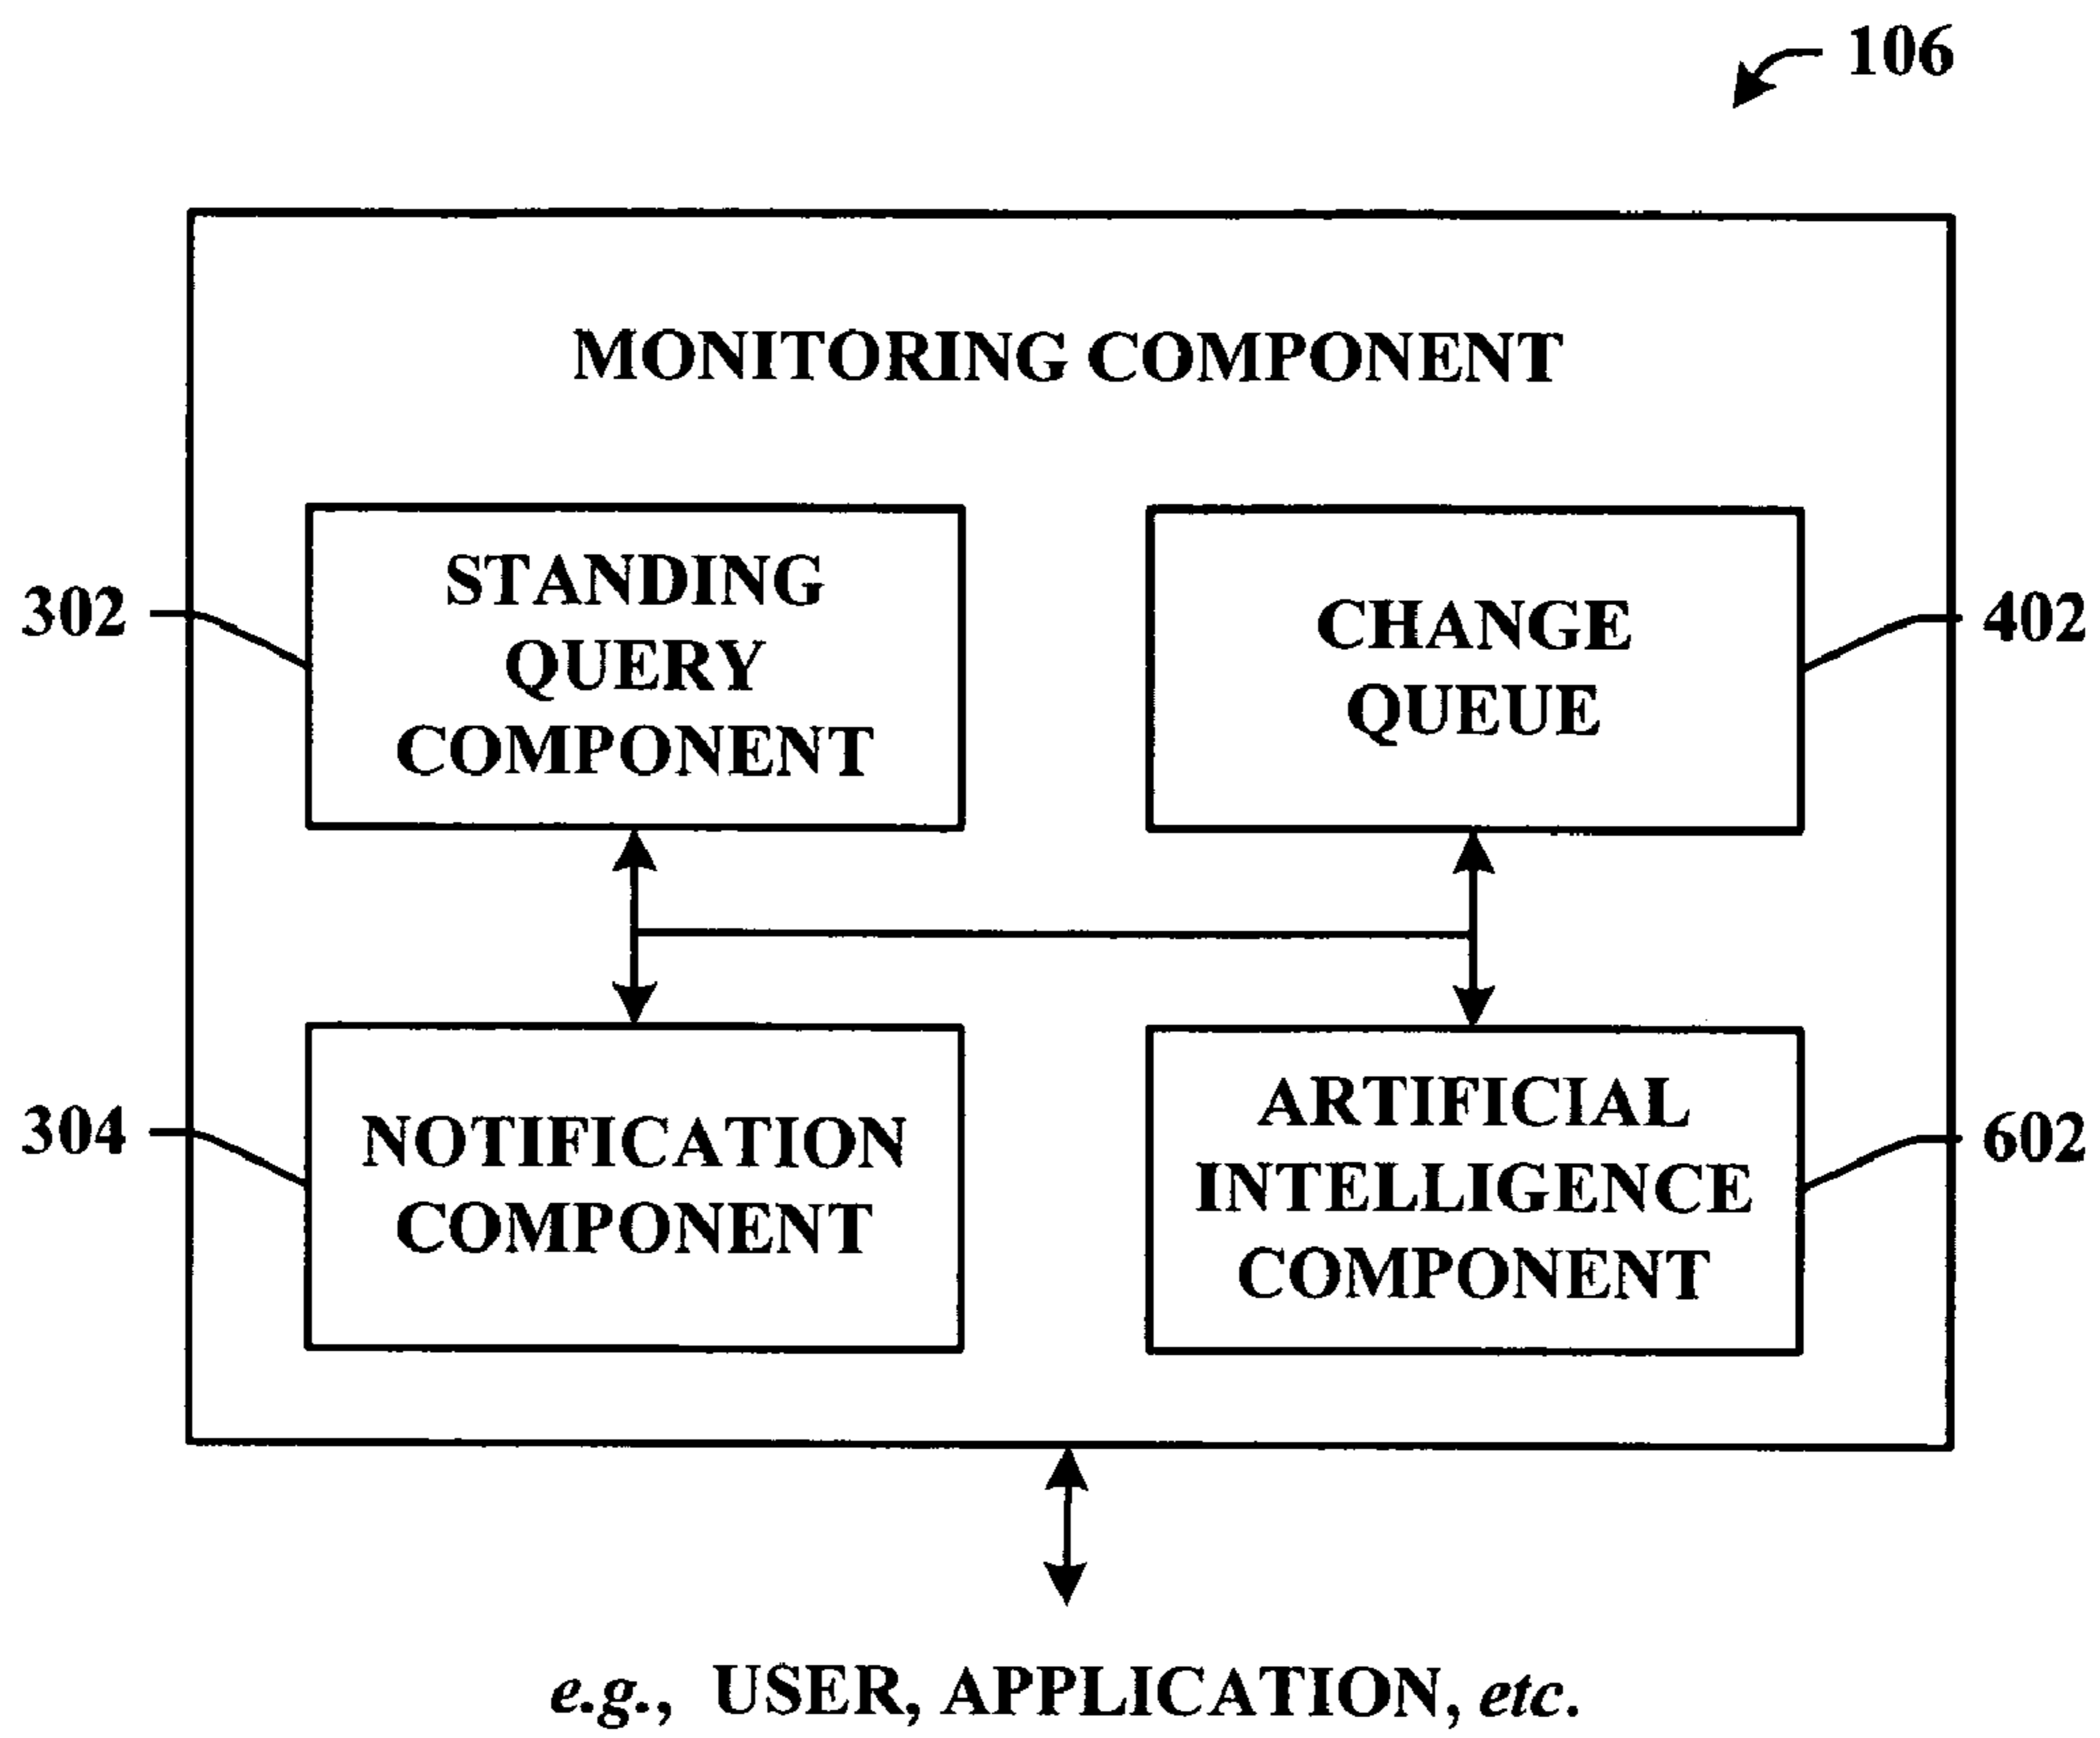 106
MONITORING COMPONENT
STANDING
QUERY
COMPONENT
302
CHANGE
QUEUE
402
NOTIFICATION
COMPONENT
304
ARTIFICIAL
INTELLIGENCE
COMPONENT
602
e.g., USER, APPLICATION, etc.